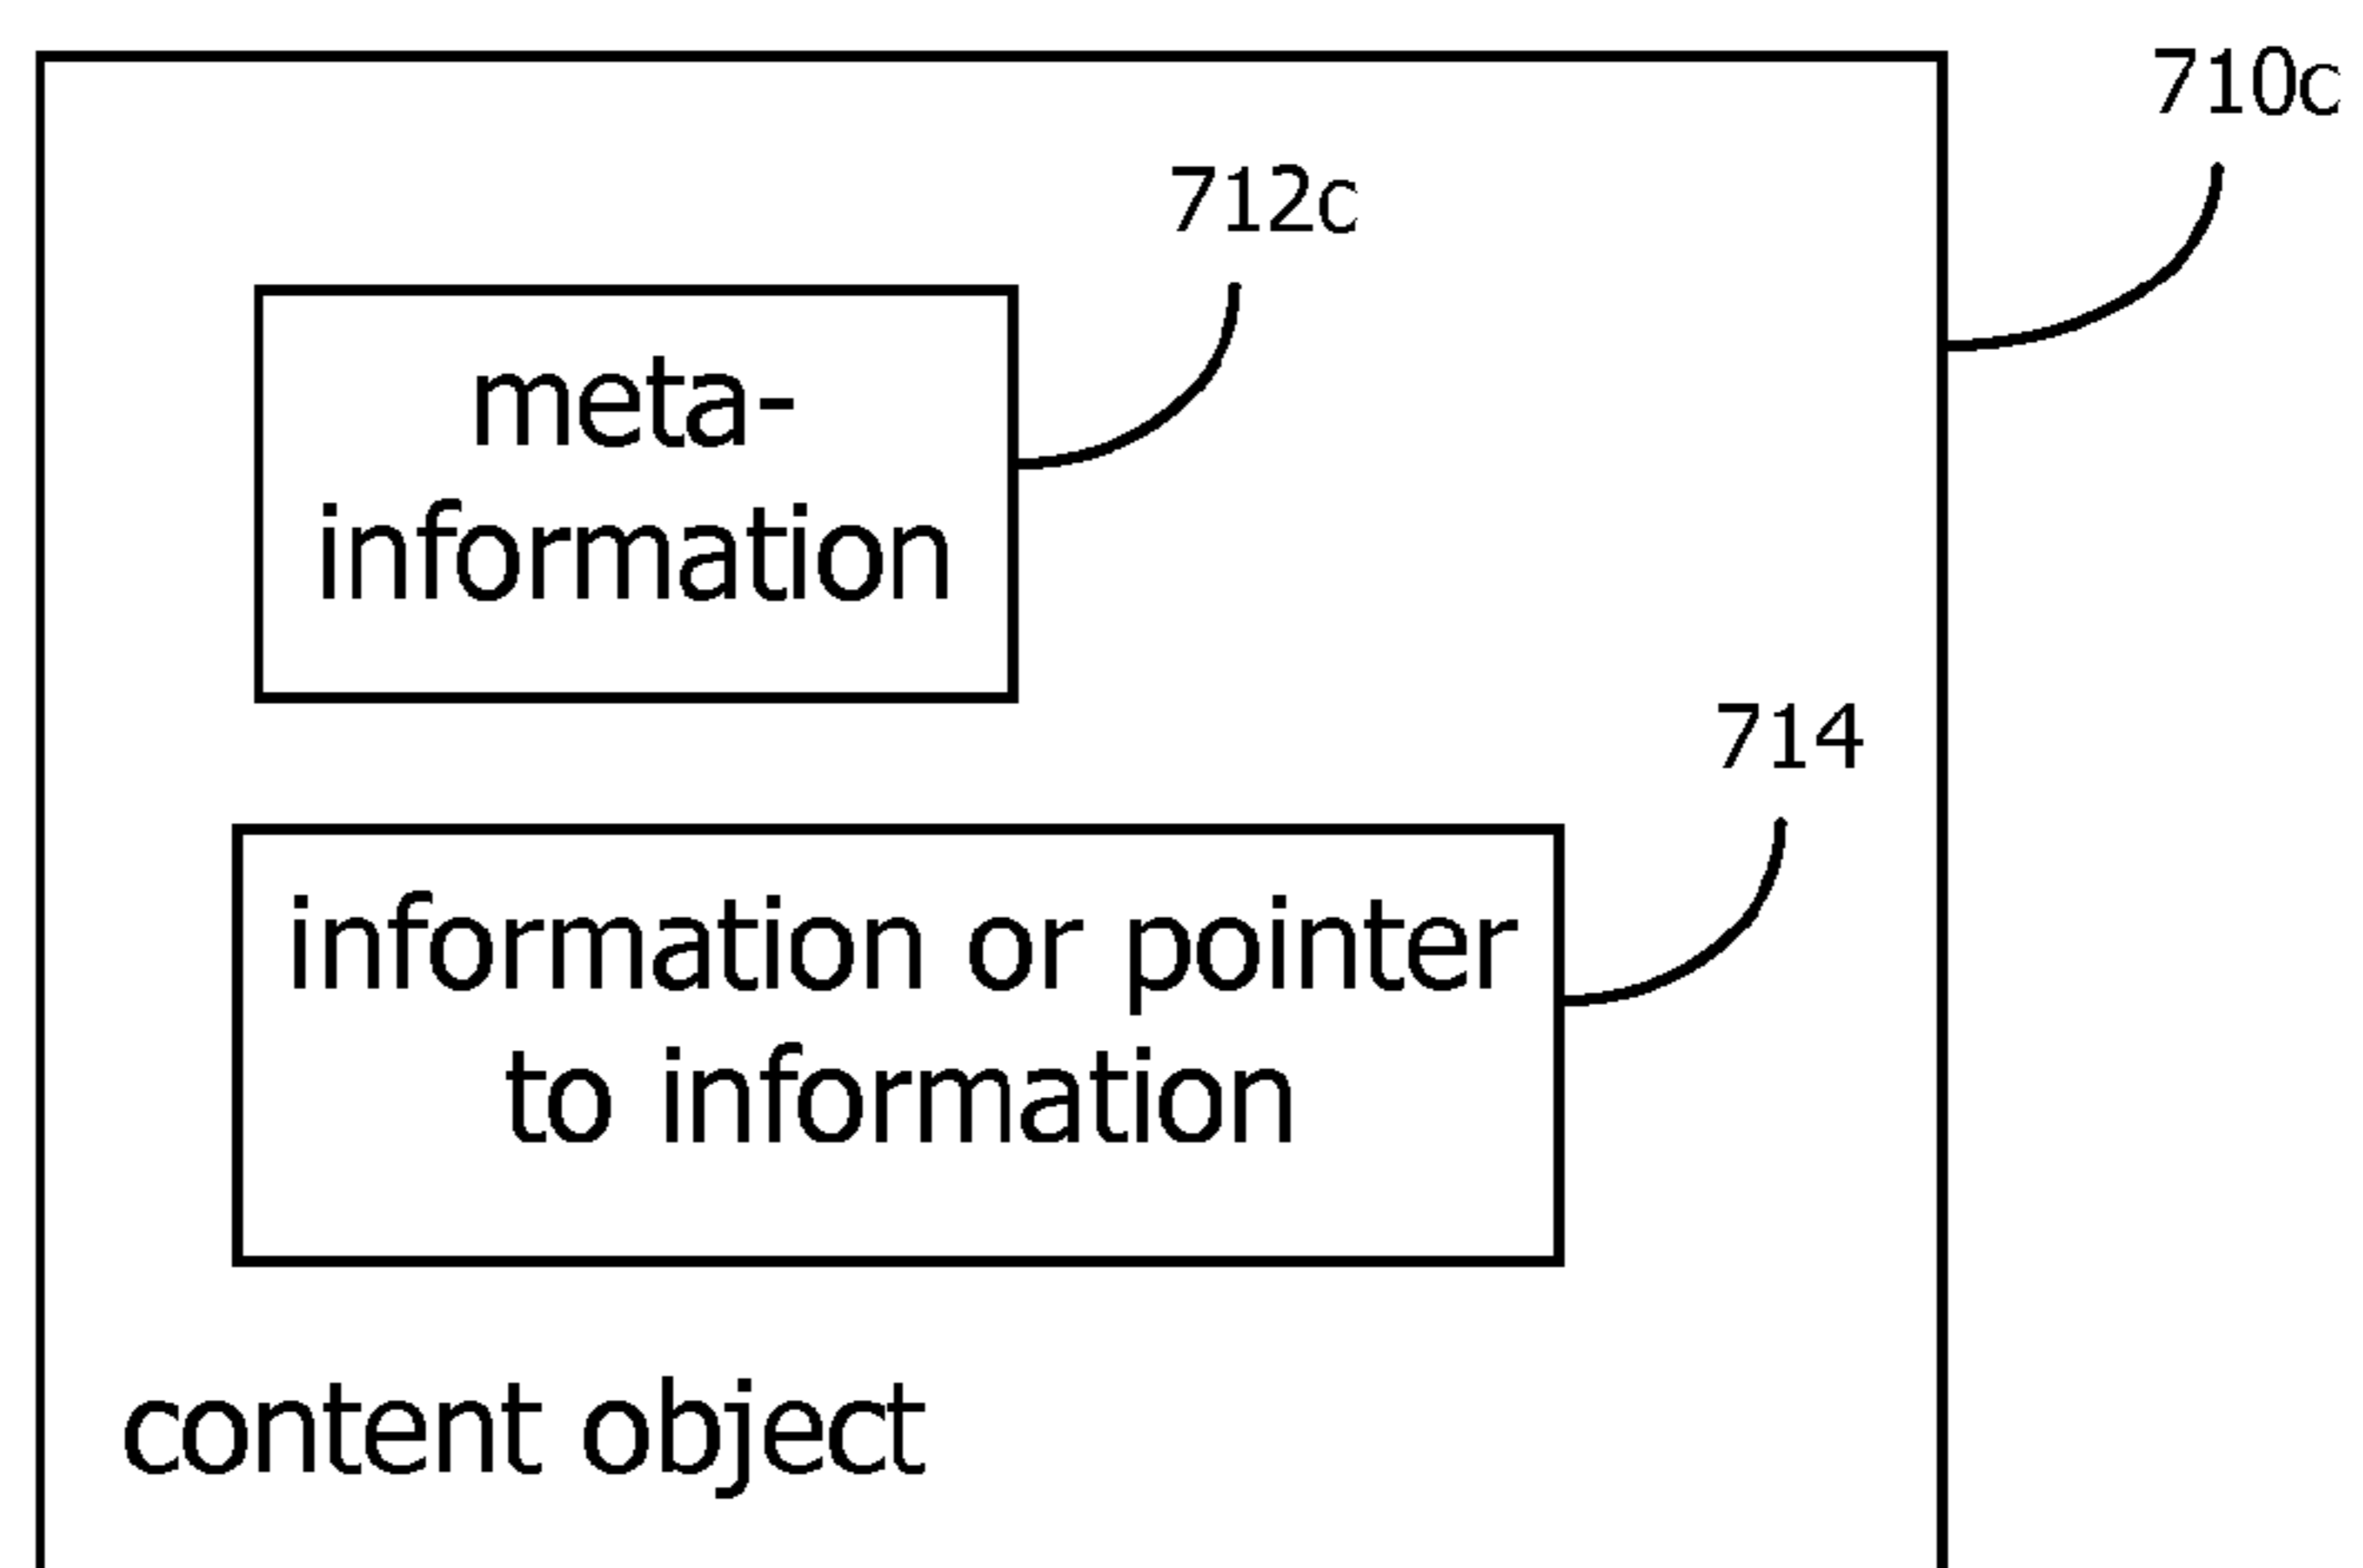 710c
712c
meta-
information
714
information or pointer
to information
content object